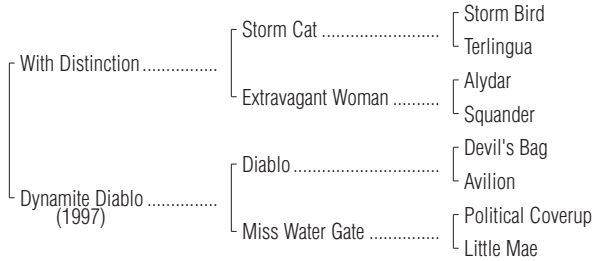 Storm Bird
Storm Cat ........................
Terlingua
With Distinction ...............
Alydar
Extravagant Woman ..........
Squander
Devil's Bag
Diablo ..............................
Avilion
Dynamite Diablo ..............
(1997)
Political Coverup
Miss Water Gate ..............
Little Mae